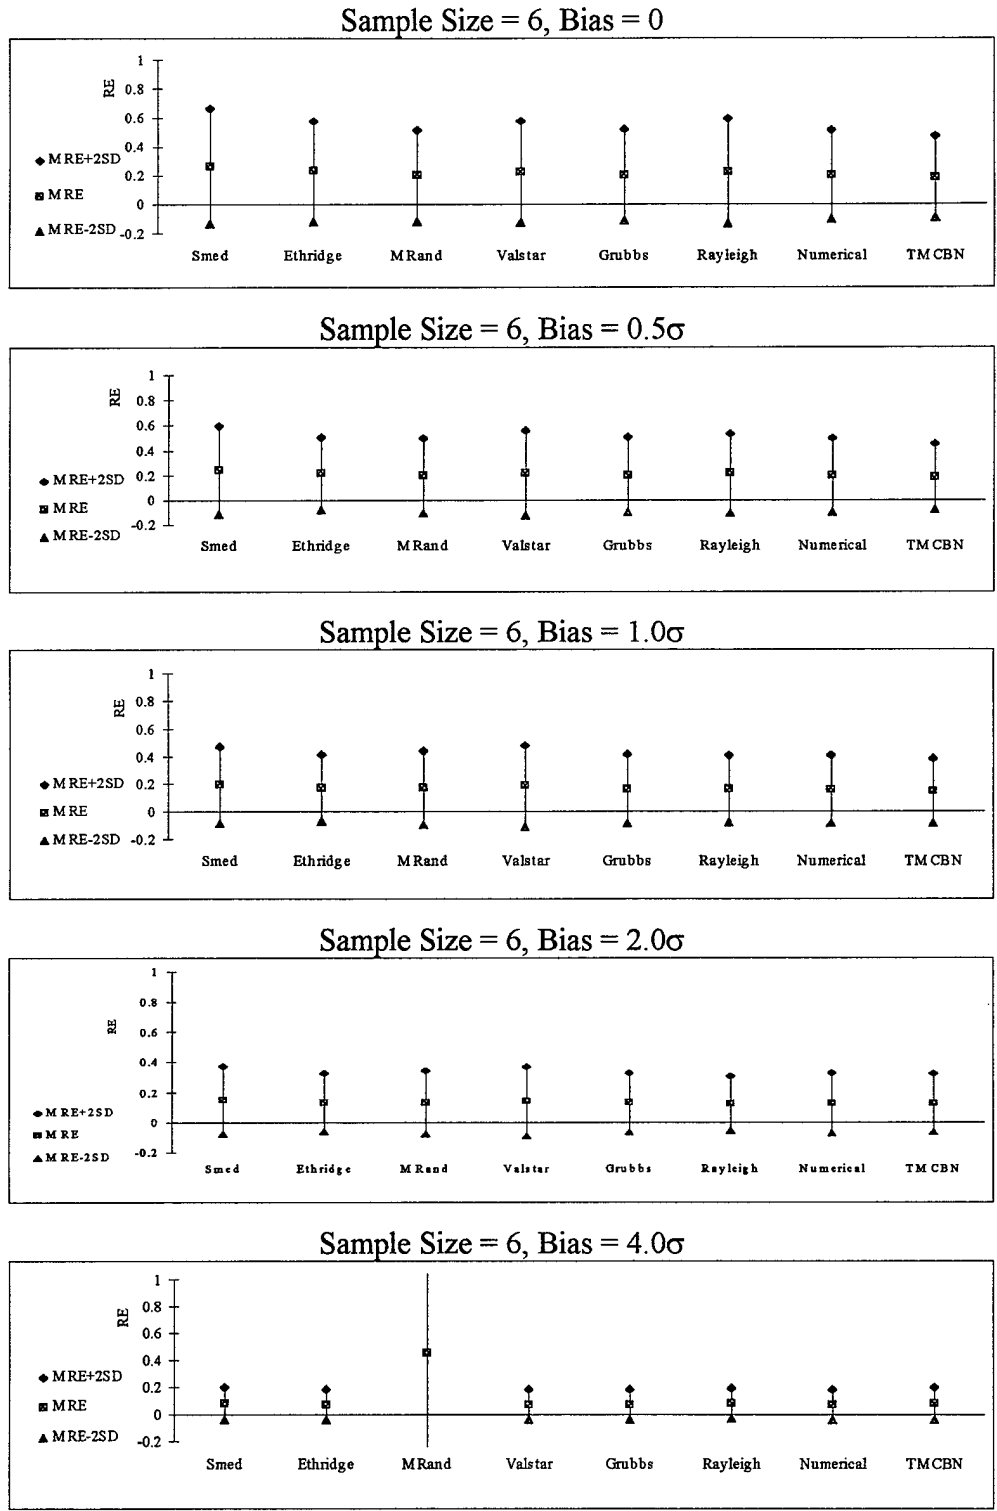 Sample Size = 6, Bias = 0
1
RE
0.8
0.6
0.4
MRE+2SD
0.2
MRE
0
MRE-2SD
-0.2
Smed Ethridge MRand Valstar Grubbs Rayleigh Numerical TMCBN
Sample Size = 6, Bias = 0.5σ
1
RE
0.8
0.6
0.4
MRE+2SD
0.2
MRE
0
MRE-2SD
-0.2
Smed Ethridge MRand Valstar Grubbs Rayleigh Numerical TMCBN
Sample Size = 6, Bias = 1.0σ
1
RE
0.8
0.6
0.4
MRE+2SD
0.2
MRE
0
MRE-2SD
-0.2
Smed Ethridge MRand Valstar Grubbs Rayleigh Numerical TMCBN
Sample Size = 6, Bias = 2.0σ
1
0.8
RE
0.6
0.4
0.2
MRE+2SD
0
MRE
MRE-2SD
-0.2
Smed Ethridge MRand Valstar Grubbs Rayleigh Numerical TMCBN
Sample Size = 6, Bias = 4.0σ
1
RE
0.8
0.6
0.4
MRE+2SD
0.2
MRE
0
MRE-2SD
-0.2
Smed Ethridge MRand Valstar Grubbs Rayleigh Numerical TMCBN